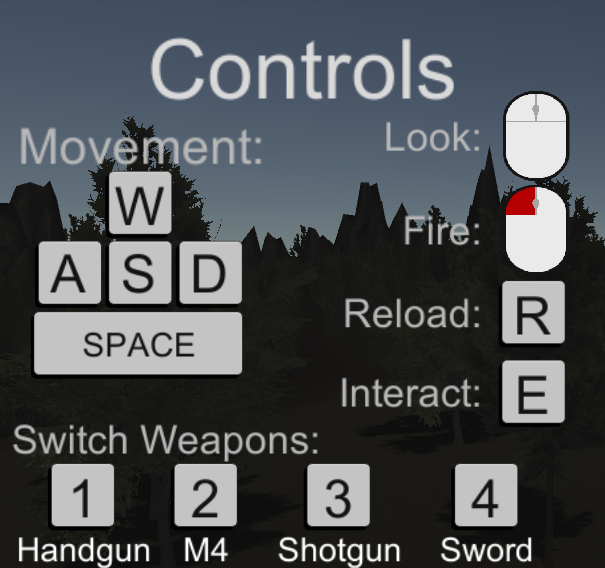 Controls
Movement:
W
A S D
SPACE
Look:
Fire:
Reload: R
Interact: E
Switch Weapons:
1 2 3 4
Handgun M4 Shotgun Sword